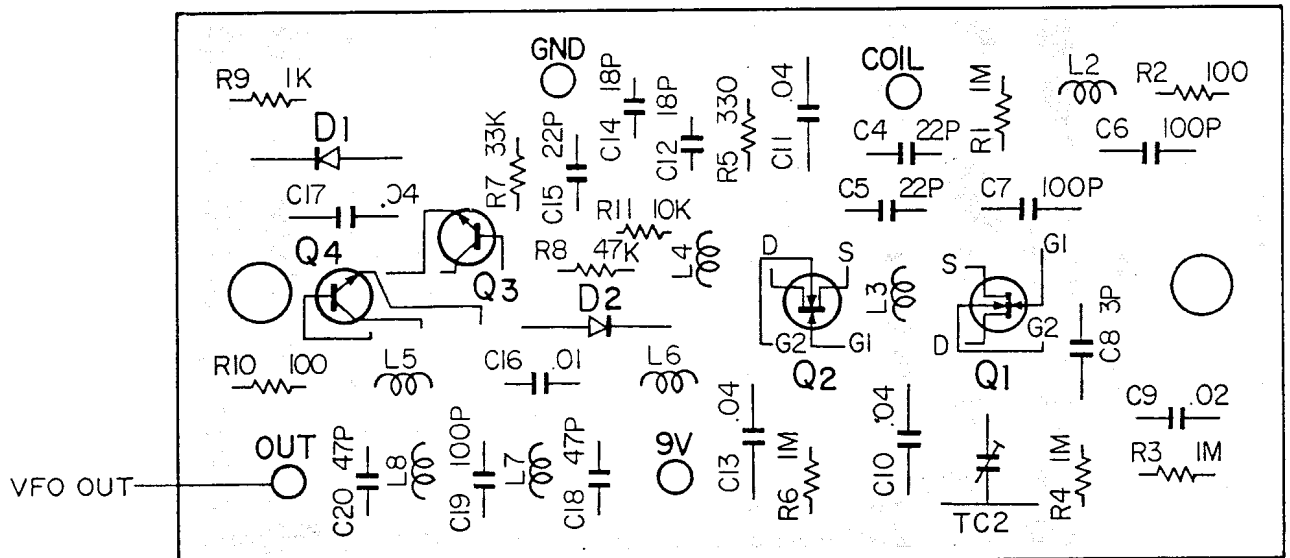 GND
COIL
R9 1K
C14 18P
C12 18P
R5 330
C11 .04
R1 1M
L2
R2 100
D1
R7 33K
C15 22P
C4 22P
C6 100P
C17 .04
R11 10K
C5 22P
C7 100P
Q4
Q3
R8 47K
L4
D S
L3
S
G1
D2
G2 G1
D
G2
C8 3P
R10 100
L5
C16 .01
L6
Q2
Q1
C9 .02
OUT
C20 47P
L8
C19 100P
L7
C18 47P
9V
C13 .04
R6 1M
C10 .04
TC2
R4 1M
R3 1M
VFO OUT